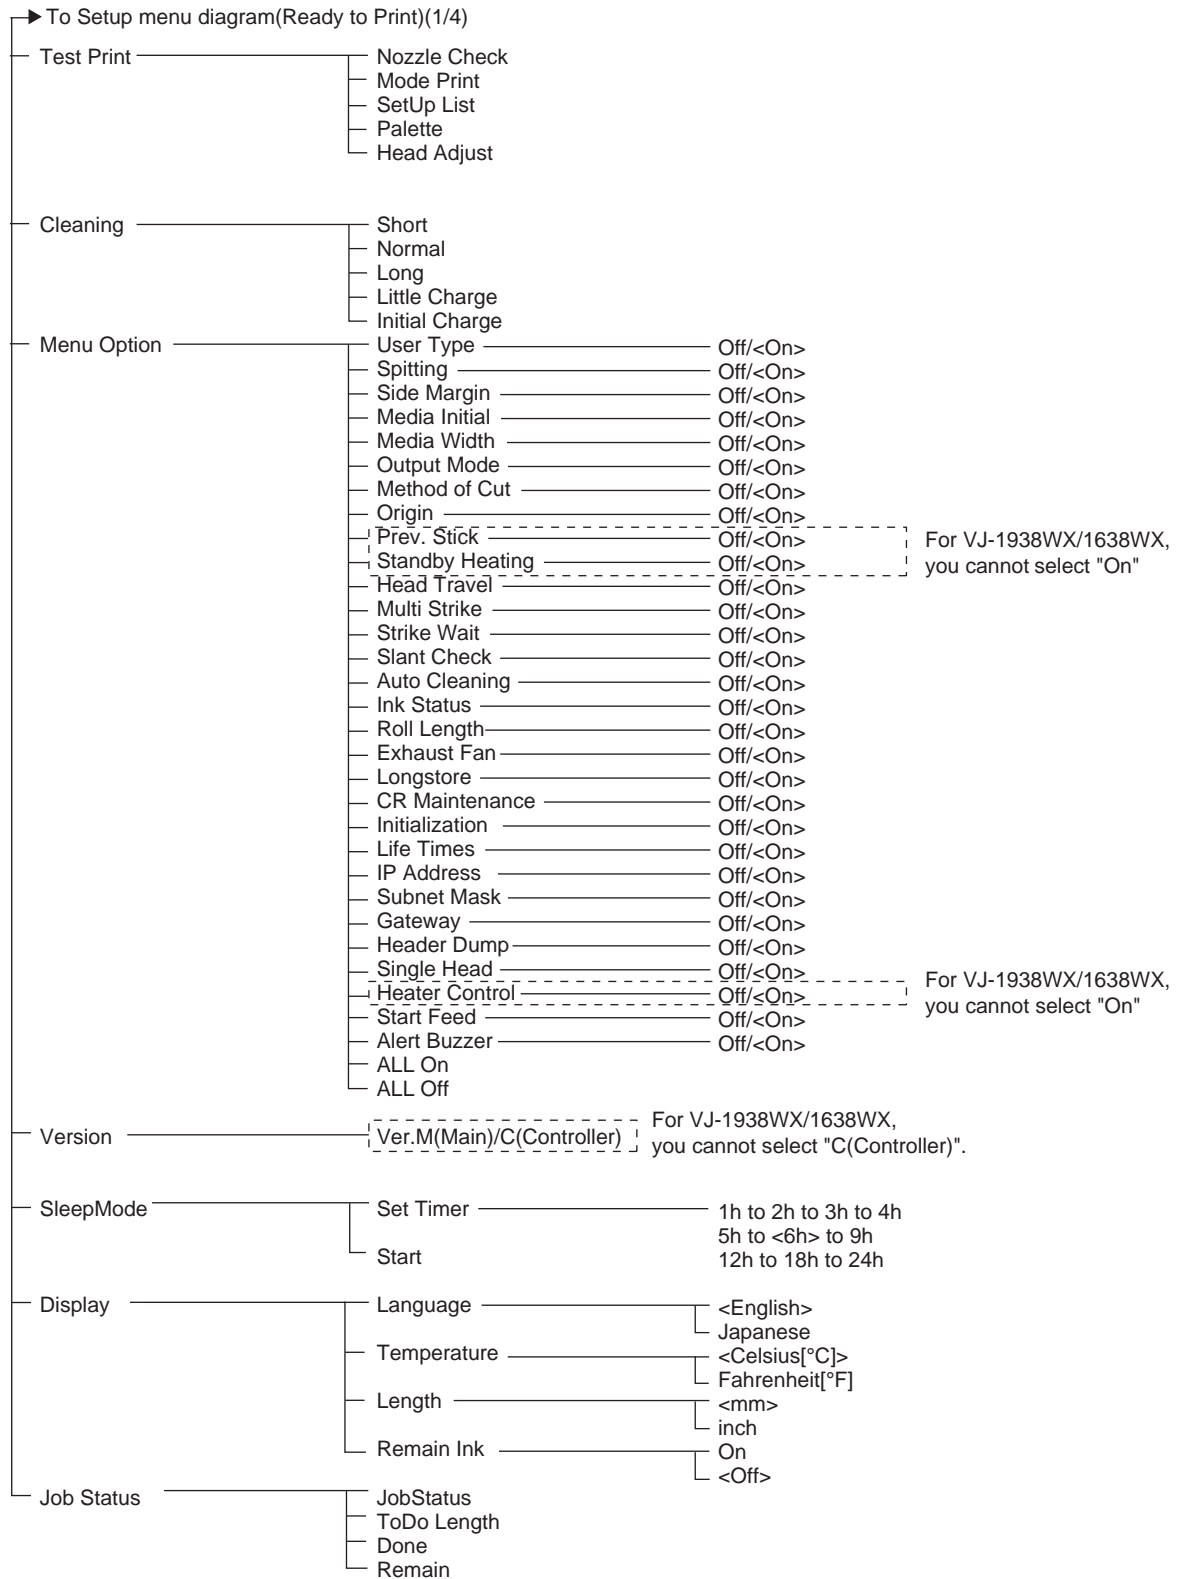 To Setup menu diagram(Ready to Print)(1/4)
Test Print
Nozzle Check
Mode Print
SetUp List
Palette
Head Adjust
Cleaning
Short
Normal
Long
Little Charge
Initial Charge
Menu Option
User Type Off/<On>
Spitting Off/<On>
Side Margin Off/<On>
Media Initial Off/<On>
Media Width Off/<On>
Output Mode Off/<On>
Method of Cut Off/<On>
Origin Off/<On>
Prev. Stick Off/<On>
Standby Heating Off/<On>
For VJ-1938WX/1638WX,
you cannot select "On"
Head Travel Off/<On>
Multi Strike Off/<On>
Strike Wait Off/<On>
Slant Check Off/<On>
Auto Cleaning Off/<On>
Ink Status Off/<On>
Roll Length Off/<On>
Exhaust Fan Off/<On>
Longstore Off/<On>
CR Maintenance Off/<On>
Initialization Off/<On>
Life Times Off/<On>
IP Address Off/<On>
Subnet Mask Off/<On>
Gateway Off/<On>
Header Dump Off/<On>
Single Head Off/<On>
Heater Control Off/<On>
For VJ-1938WX/1638WX,
you cannot select "On"
Start Feed Off/<On>
Alert Buzzer Off/<On>
ALL On
ALL Off
Version
Ver.M(Main)/C(Controller)
For VJ-1938WX/1638WX,
you cannot select "C(Controller)".
SleepMode
Set Timer
1h to 2h to 3h to 4h
5h to <6h> to 9h
12h to 18h to 24h
Start
Display
Language
<English>
Japanese
Temperature
<Celsius[°C]>
Fahrenheit[°F]
Length
<mm>
inch
Remain Ink
On
<Off>
Job Status
JobStatus
ToDo Length
Done
Remain